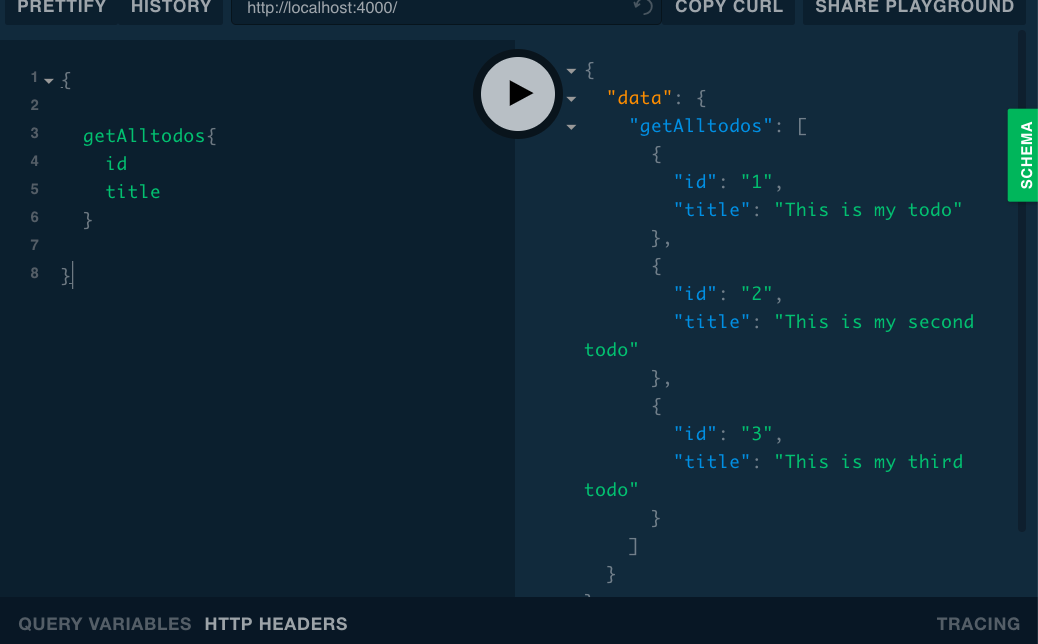 PRETTIFY HISTORY http://localhost:4000/ COPY CURL SHARE PLAYGROUND
1 {
2
3 getAlltodos{
4 id
5 title
6 }
7
8 }
{
"data": {
"getAlltodos": [
{
"id": "1",
"title": "This is my todo"
},
{
"id": "2",
"title": "This is my second
todo"
},
{
"id": "3",
"title": "This is my third
todo"
}
]
}
}
SCHEMA
QUERY VARIABLES HTTP HEADERS TRACING